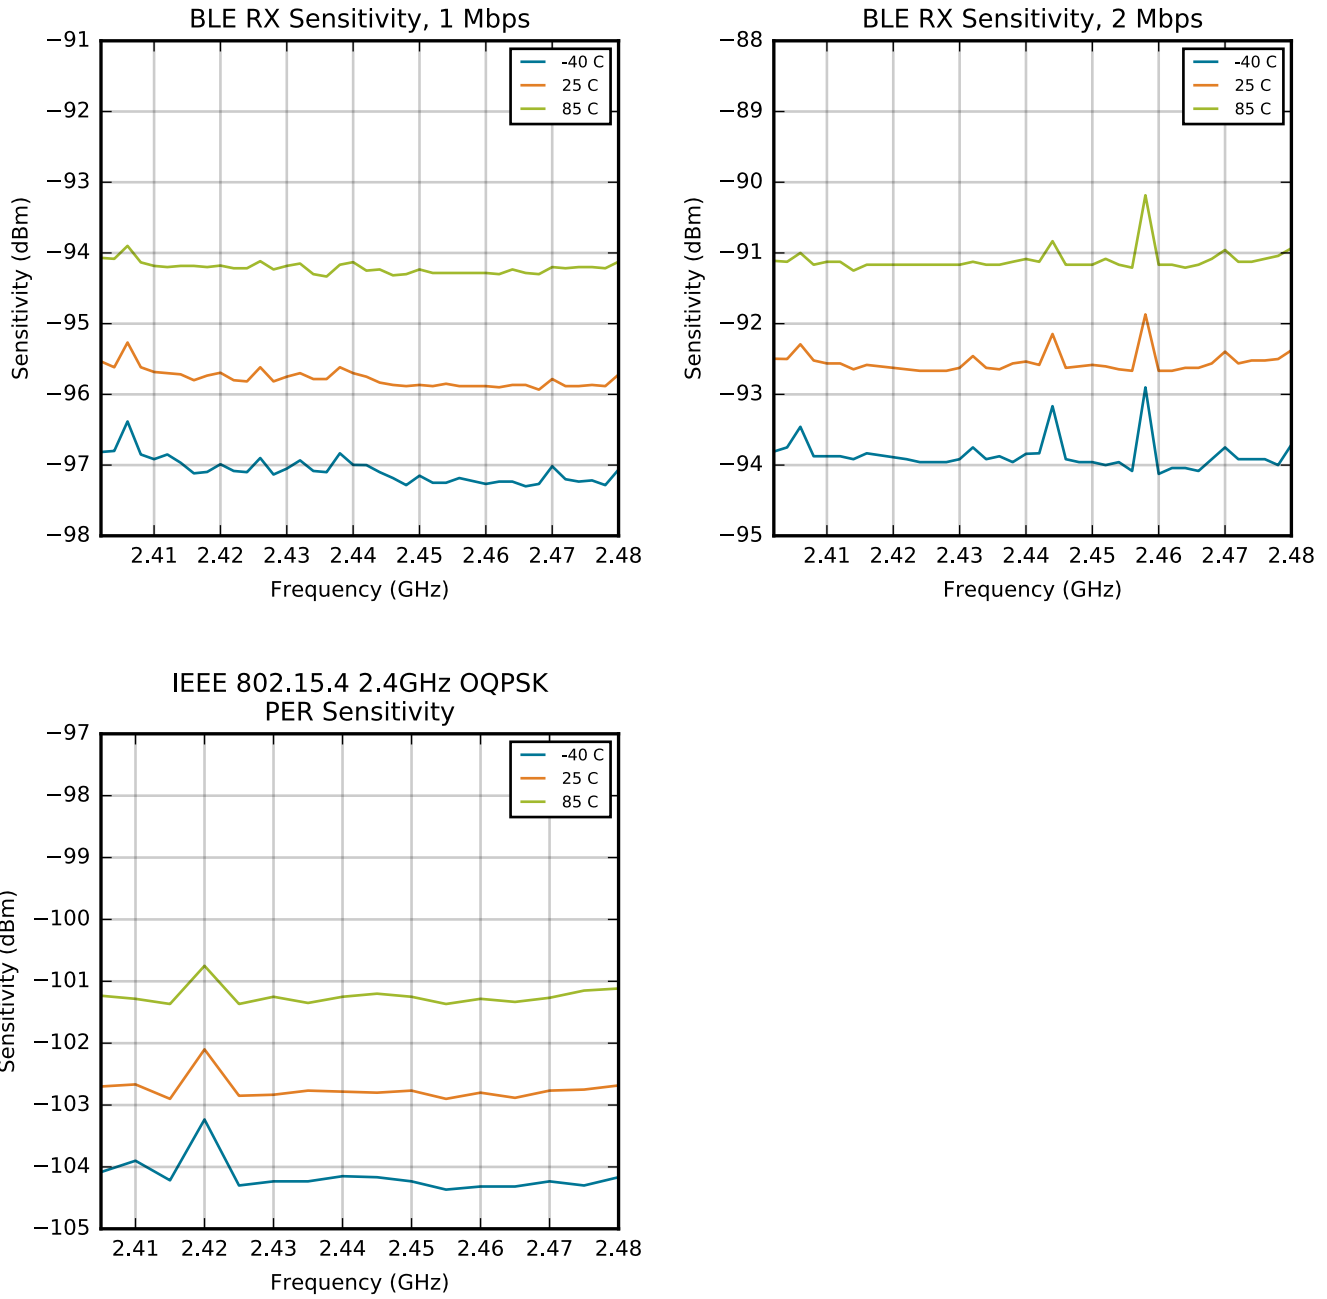 BLE RX Sensitivity, 1 Mbps
−91
−92
−93
−94
−95
−96
−97
−98
Sensitivity (dBm)
-40 C
25 C
85 C
2.41 2.42 2.43 2.44 2.45 2.46 2.47 2.48
Frequency (GHz)
BLE RX Sensitivity, 2 Mbps
−88
−89
−90
−91
−92
−93
−94
−95
Sensitivity (dBm)
-40 C
25 C
85 C
2.41 2.42 2.43 2.44 2.45 2.46 2.47 2.48
Frequency (GHz)
IEEE 802.15.4 2.4GHz OQPSK
PER Sensitivity
−97
−98
−99
−100
−101
−102
−103
−104
−105
Sensitivity (dBm)
-40 C
25 C
85 C
2.41 2.42 2.43 2.44 2.45 2.46 2.47 2.48
Frequency (GHz)